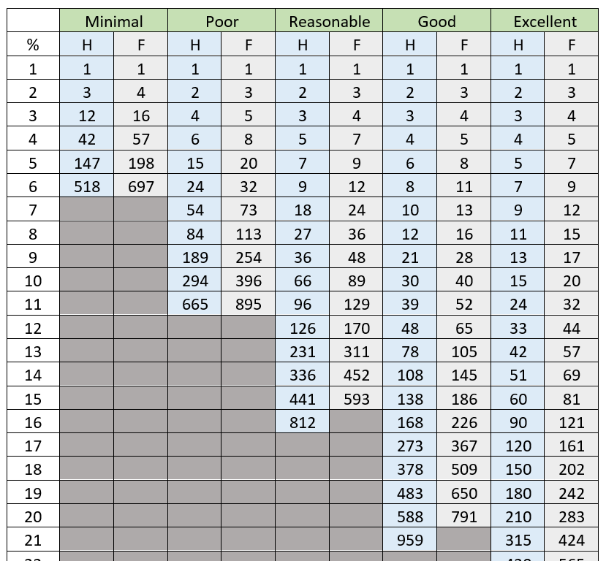 Minimal Poor Reasonable Good Excellent
% H F H F H F H F H F
1 1 1 1 1 1 1 1 1 1 1
2 3 4 2 3 2 3 2 3 2 3
3 12 16 4 5 3 4 3 4 3 4
4 42 57 6 8 5 7 4 5 4 5
5 147 198 15 20 7 9 6 8 5 7
6 518 697 24 32 9 12 8 11 7 9
7 54 73 18 24 10 13 9 12
8 84 113 27 36 12 16 11 15
9 189 254 36 48 21 28 13 17
10 294 396 66 89 30 40 15 20
11 665 895 96 129 39 52 24 32
12 126 170 48 65 33 44
13 231 311 78 105 42 57
14 336 452 108 145 51 69
15 441 593 138 186 60 81
16 812 168 226 90 121
17 273 367 120 161
18 378 509 150 202
19 483 650 180 242
20 588 791 210 283
21 959 315 424